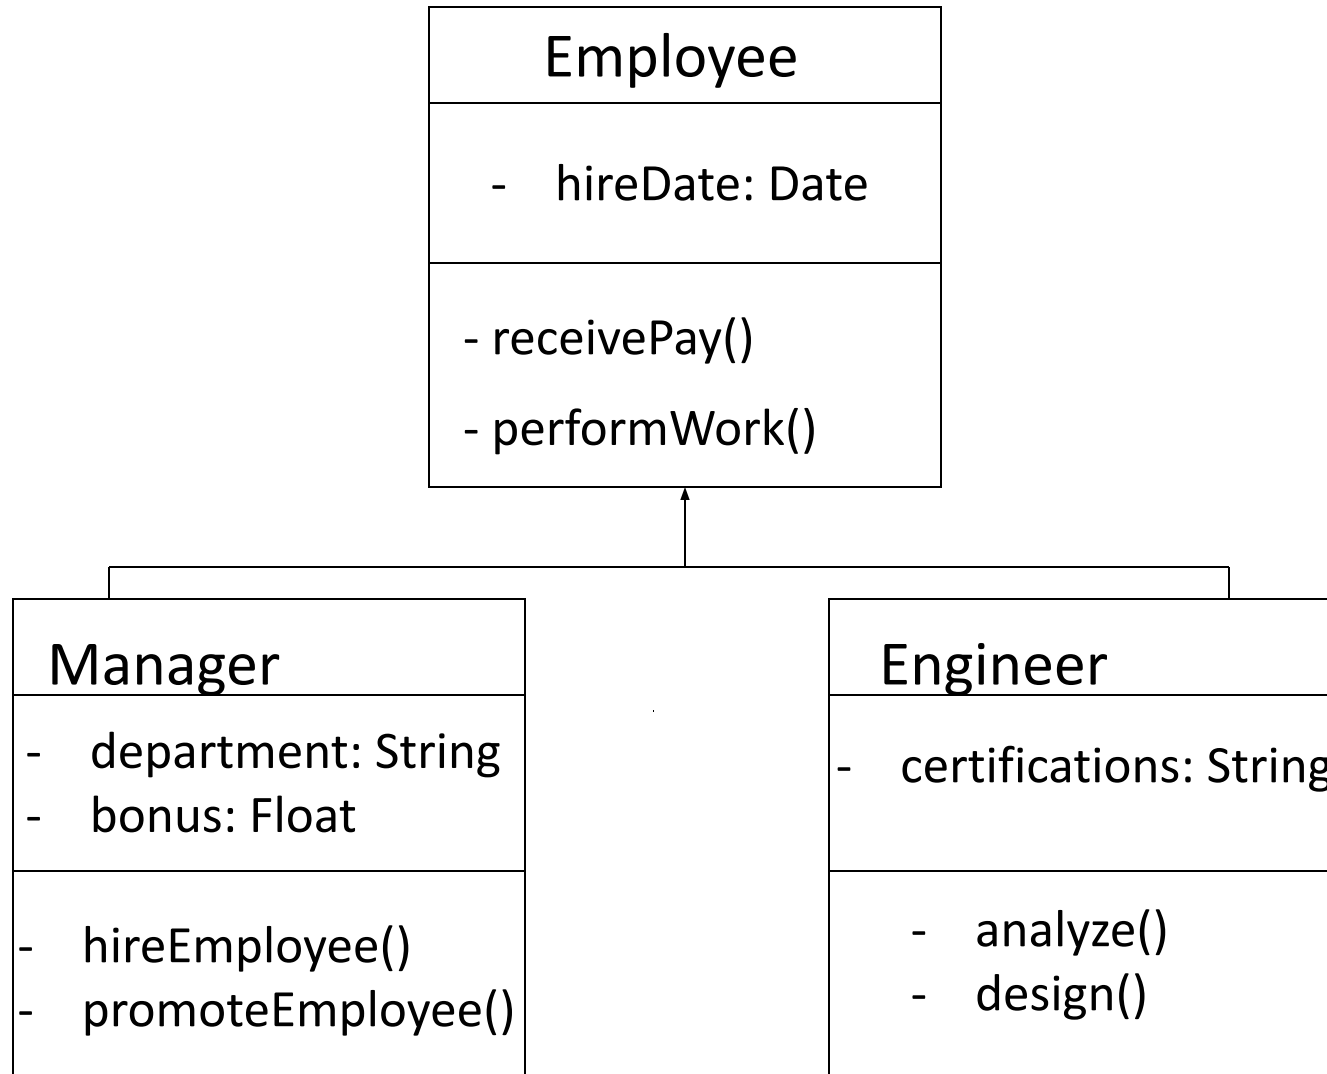 Employee
- hireDate: Date
- receivePay()
- performWork()
Manager
- department: String
- bonus: Float
- hireEmployee()
- promoteEmployee()
Engineer
- certifications: String
- analyze()
- design()